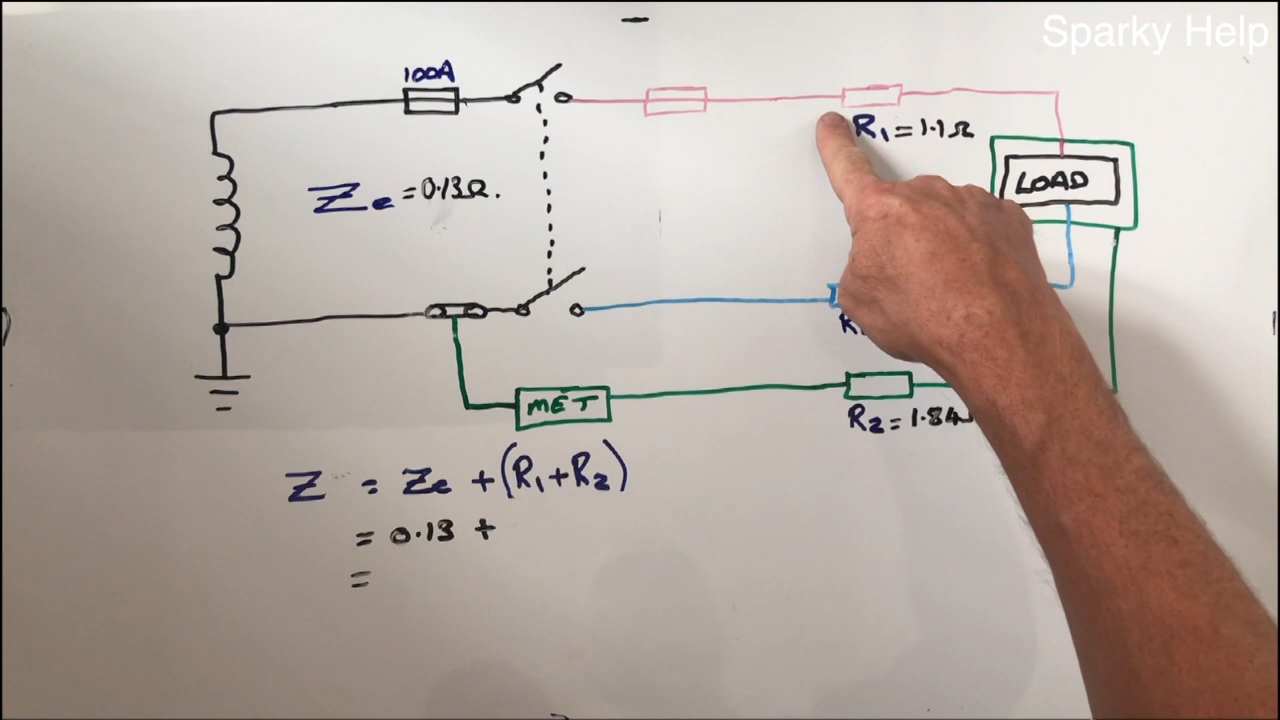 Sparky Help
100A
R₁ = 1.1Ω
LOAD
Ze = 0.13Ω.
MET
R₂ = 1.84
Z = Ze + (R₁+R₂)
= 0.13 +
=